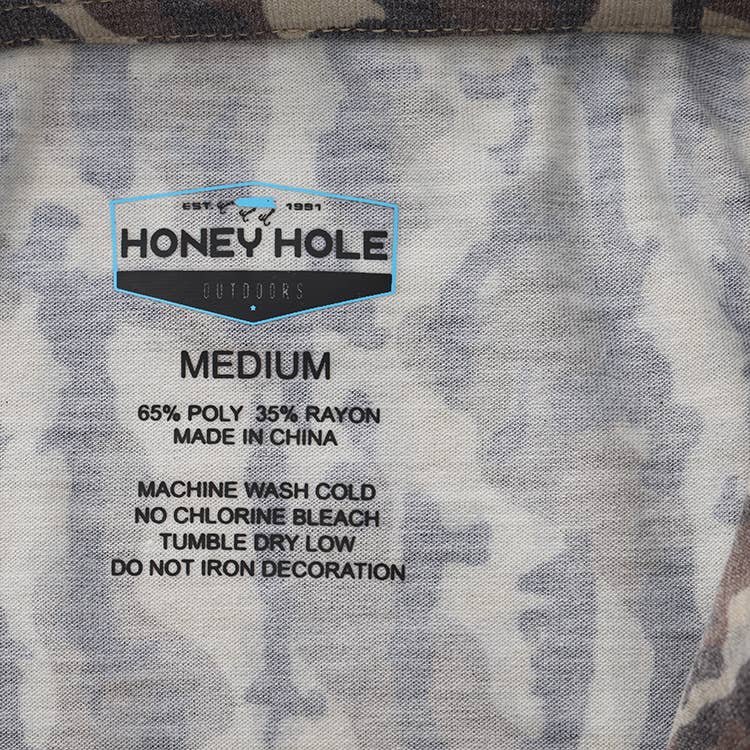 EST. 1991
HONEY HOLE
OUTDOORS
MEDIUM
65% POLY 35% RAYON
MADE IN CHINA
MACHINE WASH COLD
NO CHLORINE BLEACH
TUMBLE DRY LOW
DO NOT IRON DECORATION